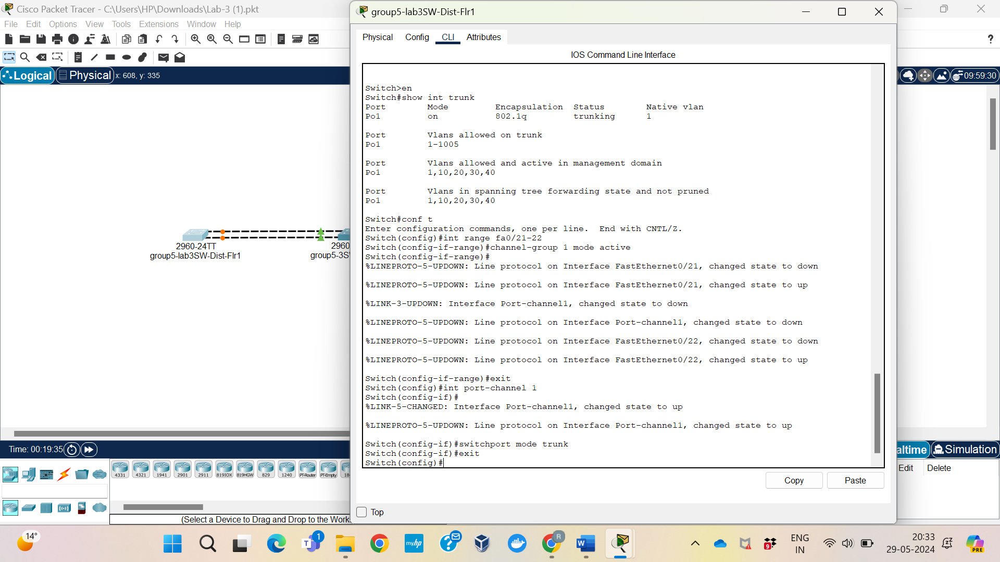 Cisco Packet Tracer - C:\Users\HP\Downloads\Lab-3 (1).pkt
File Edit Options View Tools Extensions Window Help
?
Logical Physical x: 608, y: 335
09:59:30
2960-24TT
group5-lab3SW-Dist-Flr1
2960
group5-3S
Time: 00:19:35
altime Simulation
4331 4321 1941 2901 2911 819IOX 819HGW 829 1240 PT-Router PT-Empty 18
(Select a Device to Drag and Drop to the Work
Edit Delete
group5-lab3SW-Dist-Flr1
Physical Config CLI Attributes
IOS Command Line Interface
Switch>en
Switch#show int trunk
Port Mode Encapsulation Status Native vlan
Po1 on 802.1q trunking 1
Port Vlans allowed on trunk
Po1 1-1005
Port Vlans allowed and active in management domain
Po1 1,10,20,30,40
Port Vlans in spanning tree forwarding state and not pruned
Po1 1,10,20,30,40
Switch#conf t
Enter configuration commands, one per line. End with CNTL/Z.
Switch(config)#int range fa0/21-22
Switch(config-if-range)#channel-group 1 mode active
Switch(config-if-range)#
%LINEPROTO-5-UPDOWN: Line protocol on Interface FastEthernet0/21, changed state to down
%LINEPROTO-5-UPDOWN: Line protocol on Interface FastEthernet0/21, changed state to up
%LINK-3-UPDOWN: Interface Port-channel1, changed state to down
%LINEPROTO-5-UPDOWN: Line protocol on Interface Port-channel1, changed state to down
%LINEPROTO-5-UPDOWN: Line protocol on Interface FastEthernet0/22, changed state to down
%LINEPROTO-5-UPDOWN: Line protocol on Interface FastEthernet0/22, changed state to up
Switch(config-if-range)#exit
Switch(config)#int port-channel 1
Switch(config-if)#
%LINK-5-CHANGED: Interface Port-channel1, changed state to up
%LINEPROTO-5-UPDOWN: Line protocol on Interface Port-channel1, changed state to up
Switch(config-if)#switchport mode trunk
Switch(config-if)#exit
Switch(config)#
Copy Paste
Top
14°
1
myhp
R
9
ENG
IN
20:33
29-05-2024
PRE